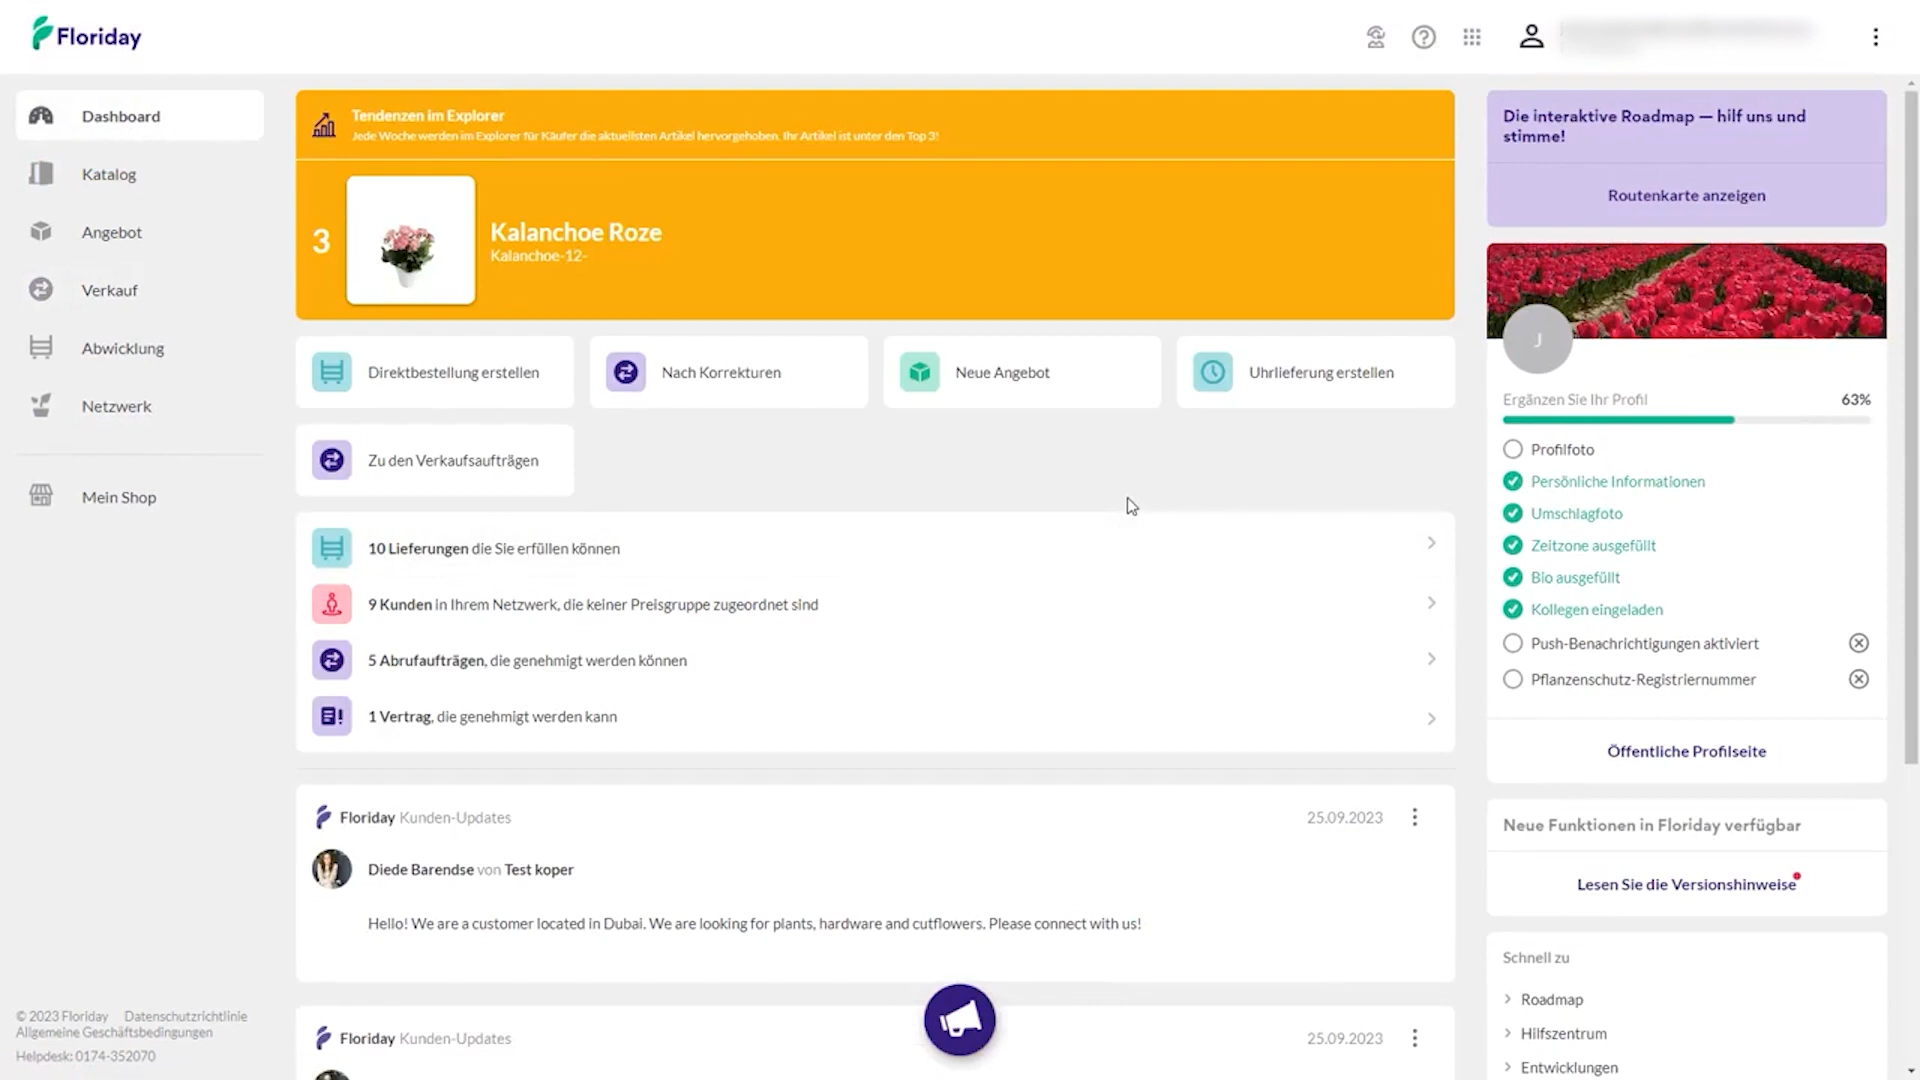 Floriday
Dashboard
Katalog
Angebot
Verkauf
Abwicklung
Netzwerk
Mein Shop
© 2023 Floriday Datenschutzrichtlinie
Allgemeine Geschäftsbedingungen
Helpdesk: 0174-352070
Tendenzen im Explorer
Jede Woche werden im Explorer für Käufer die aktuellsten Artikel hervorgehoben. Ihr Artikel ist unter den Top 3!
3
Kalanchoe Roze
Kalanchoe-12-
Direktbestellung erstellen
Nach Korrekturen
Neue Angebot
Uhrlieferung erstellen
Zu den Verkaufsaufträgen
10 Lieferungen die Sie erfüllen können
9 Kunden in Ihrem Netzwerk, die keiner Preisgruppe zugeordnet sind
5 Abrufaufträgen, die genehmigt werden können
1 Vertrag, die genehmigt werden kann
Floriday Kunden-Updates 25.09.2023
Diede Barendse von Test koper
Hello! We are a customer located in Dubai. We are looking for plants, hardware and cutflowers. Please connect with us!
Floriday Kunden-Updates 25.09.2023
Die interaktive Roadmap — hilf uns und
stimme!
Routenkarte anzeigen
J
Ergänzen Sie Ihr Profil 63%
Profilfoto
Persönliche Informationen
Umschlagfoto
Zeitzone ausgefüllt
Bio ausgefüllt
Kollegen eingeladen
Push-Benachrichtigungen aktiviert
Pflanzenschutz-Registriernummer
Öffentliche Profilseite
Neue Funktionen in Floriday verfügbar
Lesen Sie die Versionshinweise
Schnell zu
Roadmap
Hilfszentrum
Entwicklungen